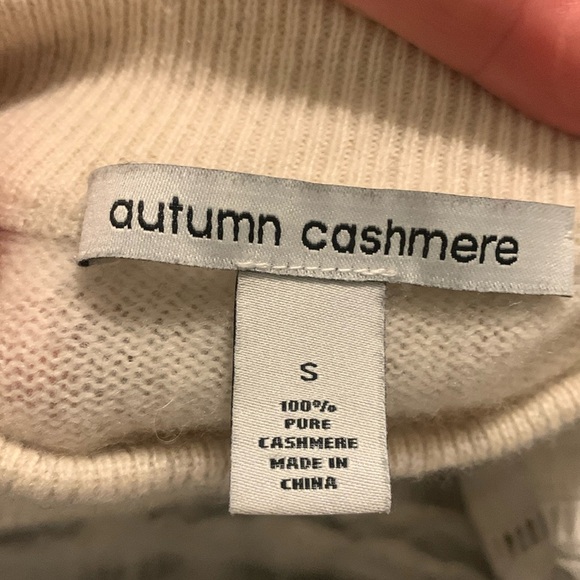 autumn cashmere
S
100%
PURE
CASHMERE
MADE IN
CHINA